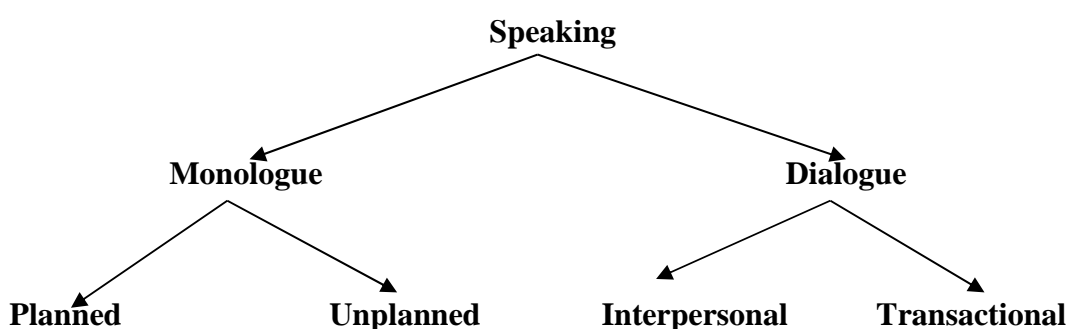 Speaking
Monologue Dialogue
Planned Unplanned Interpersonal Transactional